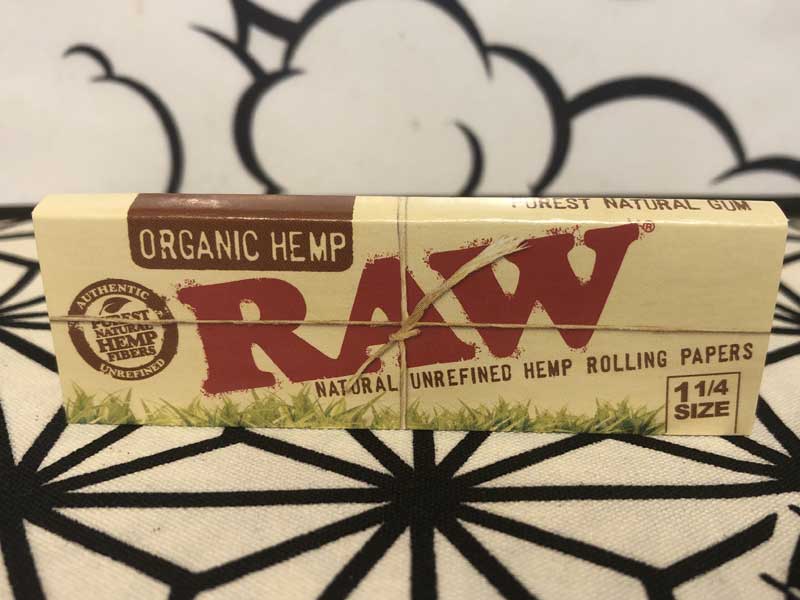 PUREST NATURAL GUM
ORGANIC HEMP
RAW®
AUTHENTIC
PUREST
NATURAL
HEMP
FIBERS
UNREFINED
NATURAL UNREFINED HEMP ROLLING PAPERS
1 1/4
SIZE